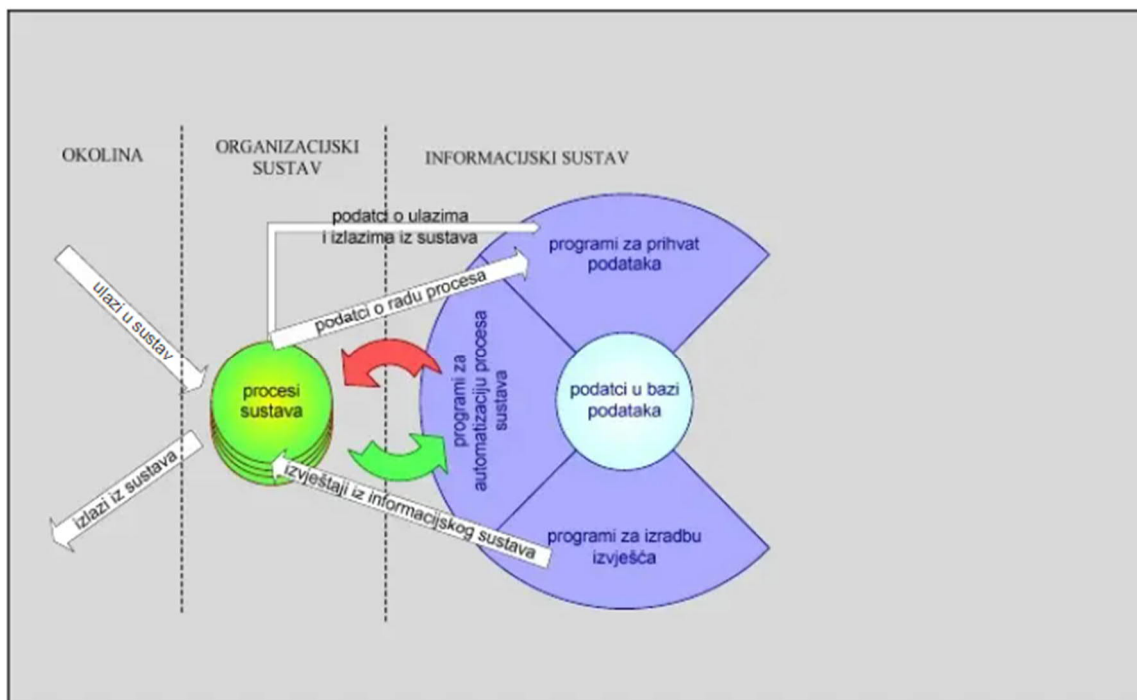 OKOLINA
ORGANIZACIJSKI
SUSTAV
INFORMACIJSKI SUSTAV
podatci o ulazima
i izlazima iz sustava
programi za prihvat
podataka
podatci o radu procesa
ulazi u sustav
procesi
sustava
programi za
automatizaciju procesa
sustava
podatci u bazi
podataka
izlazi iz sustava
izvještaji iz informacijskog sustava
programi za izradbu
izvješća